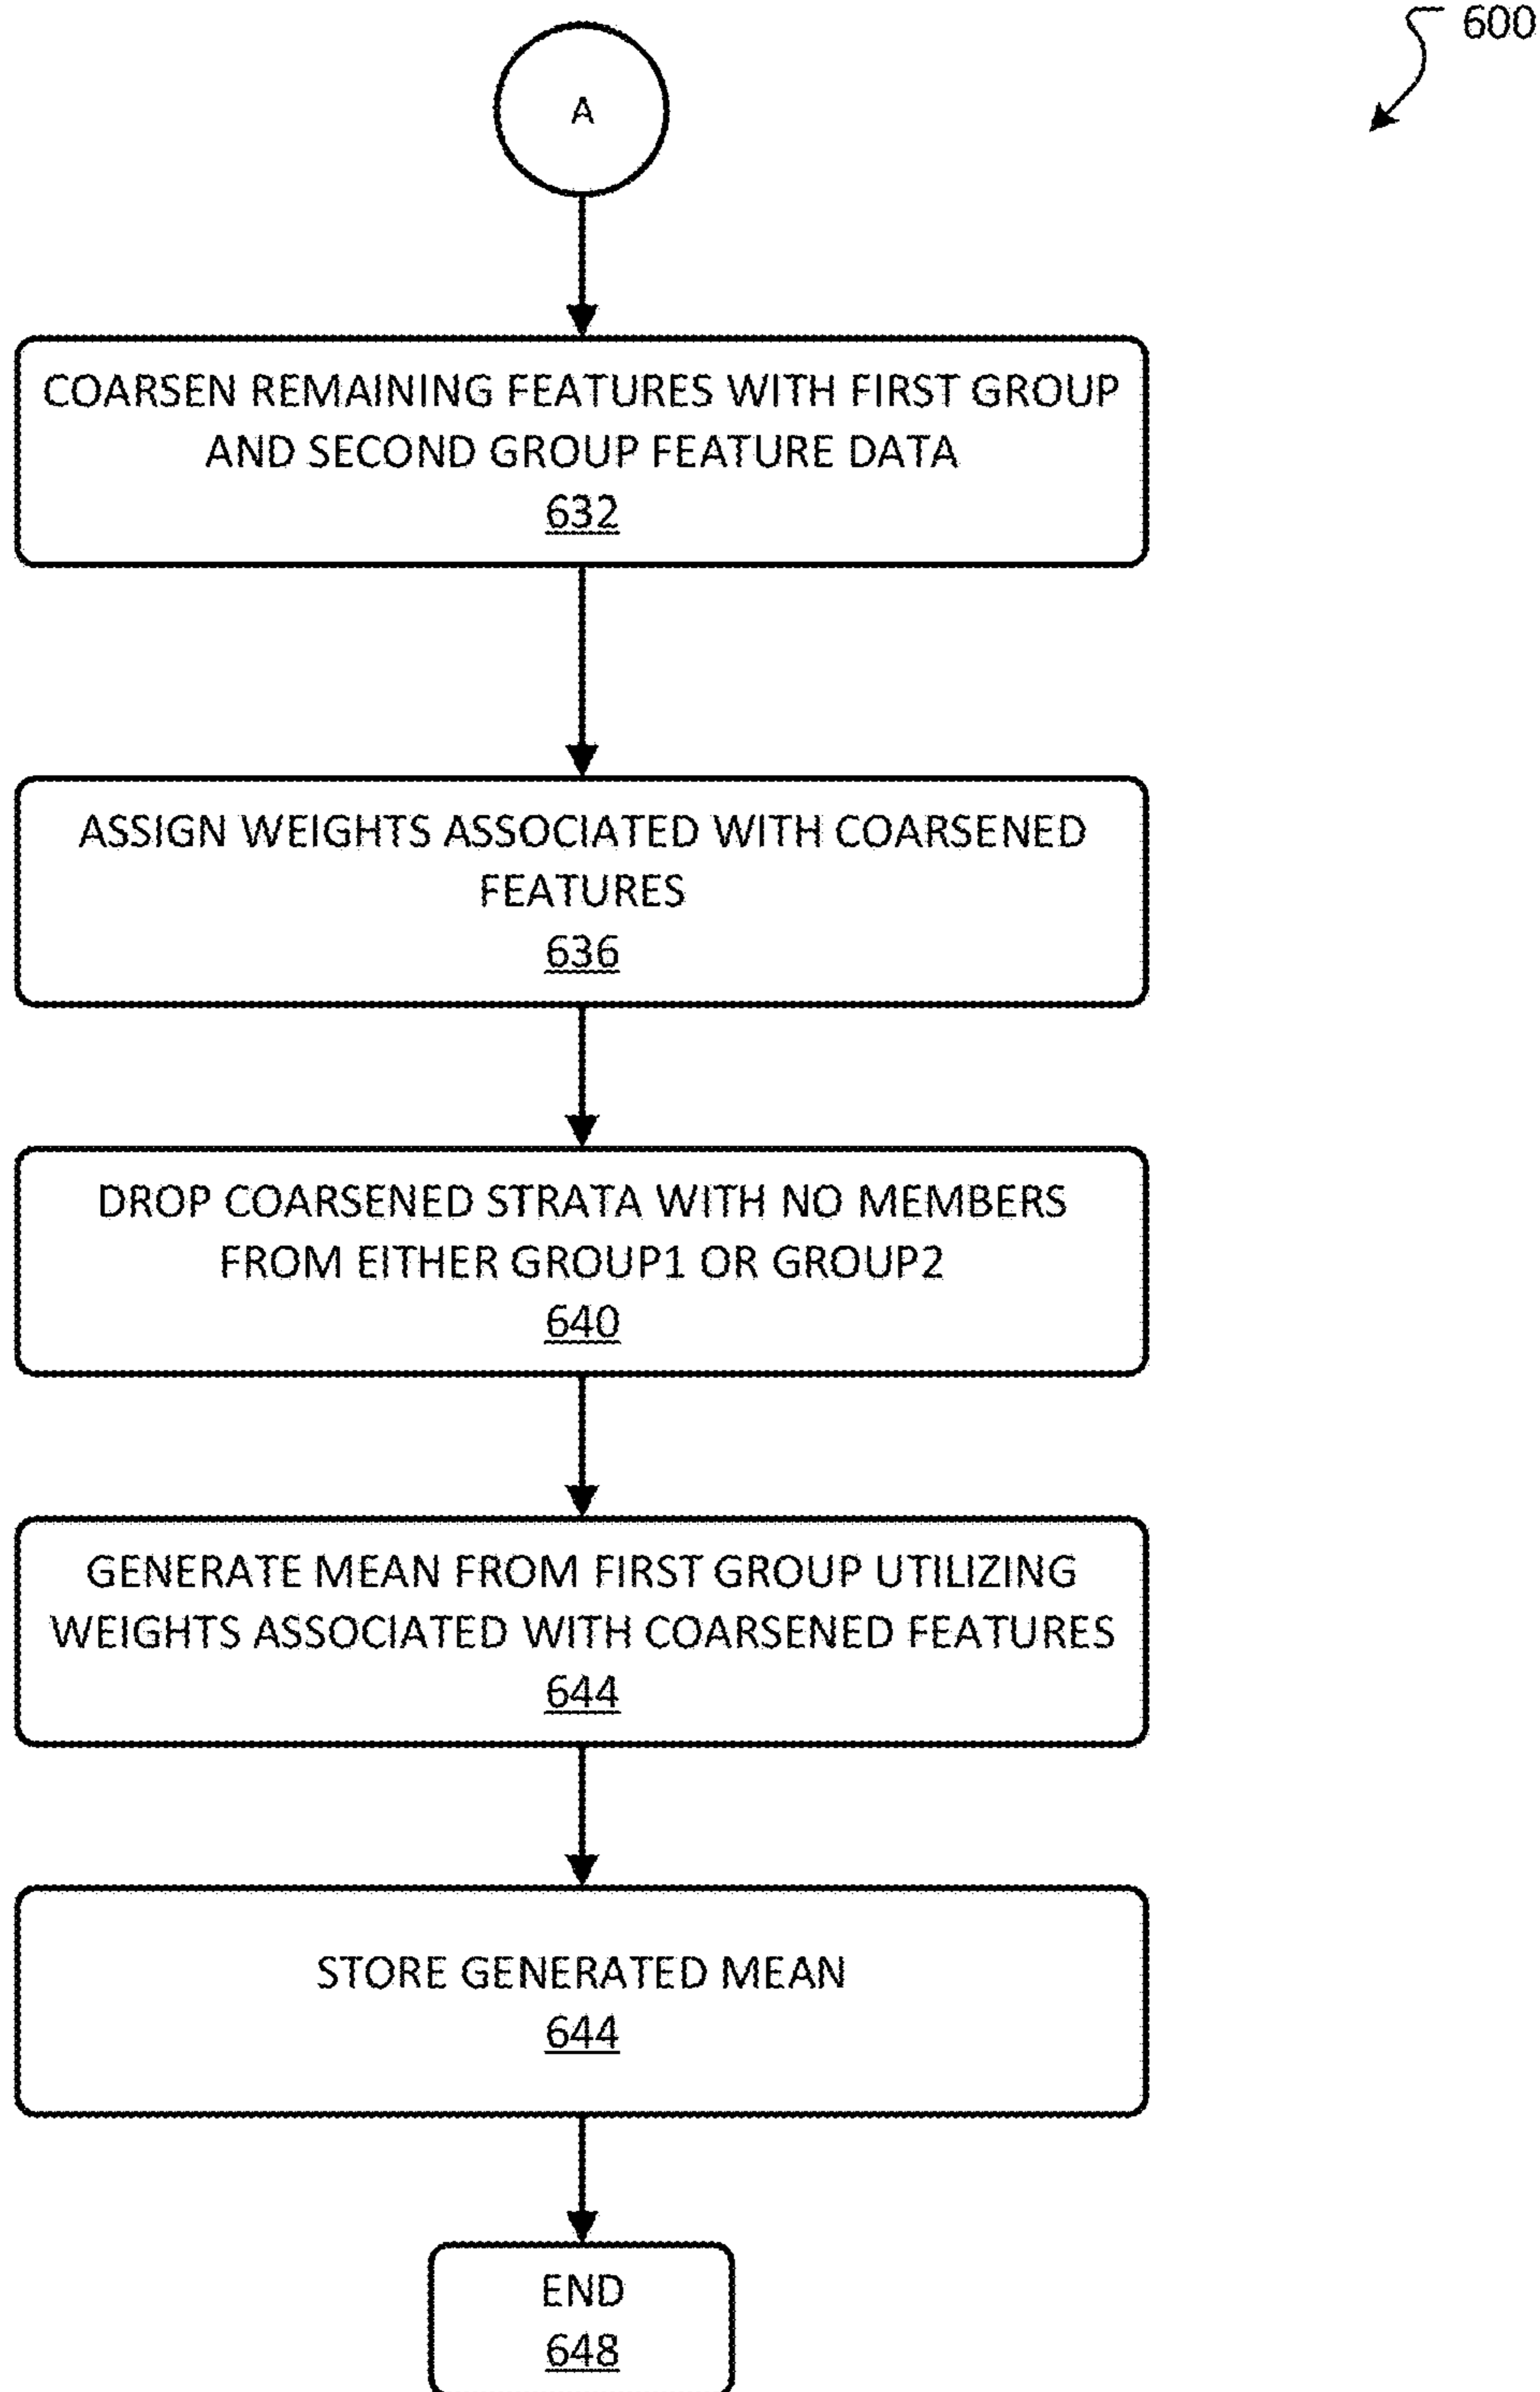 600
A
COARSEN REMAINING FEATURES WITH FIRST GROUP
AND SECOND GROUP FEATURE DATA
632
ASSIGN WEIGHTS ASSOCIATED WITH COARSENED
FEATURES
636
DROP COARSENED STRATA WITH NO MEMBERS
FROM EITHER GROUP1 OR GROUP2
640
GENERATE MEAN FROM FIRST GROUP UTILIZING
WEIGHTS ASSOCIATED WITH COARSENED FEATURES
644
STORE GENERATED MEAN
644
END
648